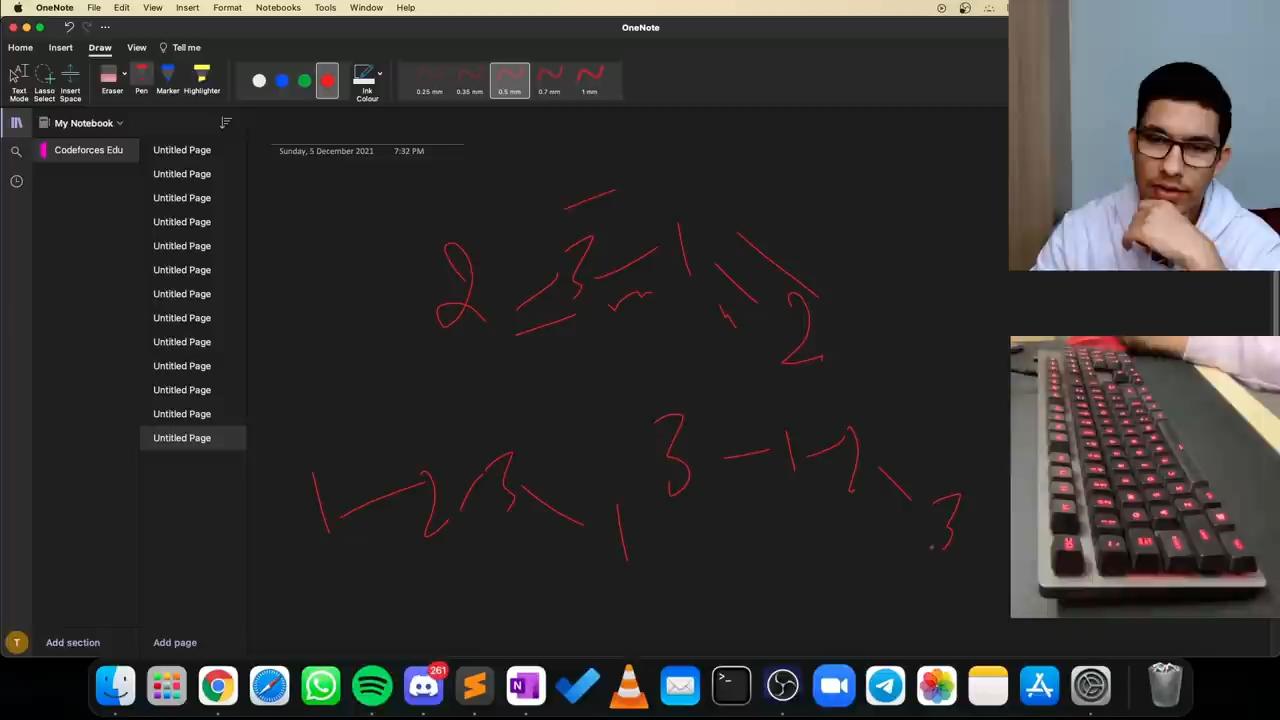 OneNote File Edit View Insert Format Notebooks Tools Window Help
OneNote
Home Insert Draw View Tell me
Text Mode
Lasso Select
Insert Space
Eraser
Pen
Marker
Highlighter
Ink Colour
0.25 mm 0.35 mm 0.5 mm 0.7 mm 1 mm
My Notebook
Codeforces Edu
Untitled Page
Untitled Page
Untitled Page
Untitled Page
Untitled Page
Untitled Page
Untitled Page
Untitled Page
Untitled Page
Untitled Page
Untitled Page
Untitled Page
Untitled Page
Sunday, 5 December 2021 7:32 PM
2 3 1 2
3 1 2 3
1 2 3 1
T Add section Add page
261